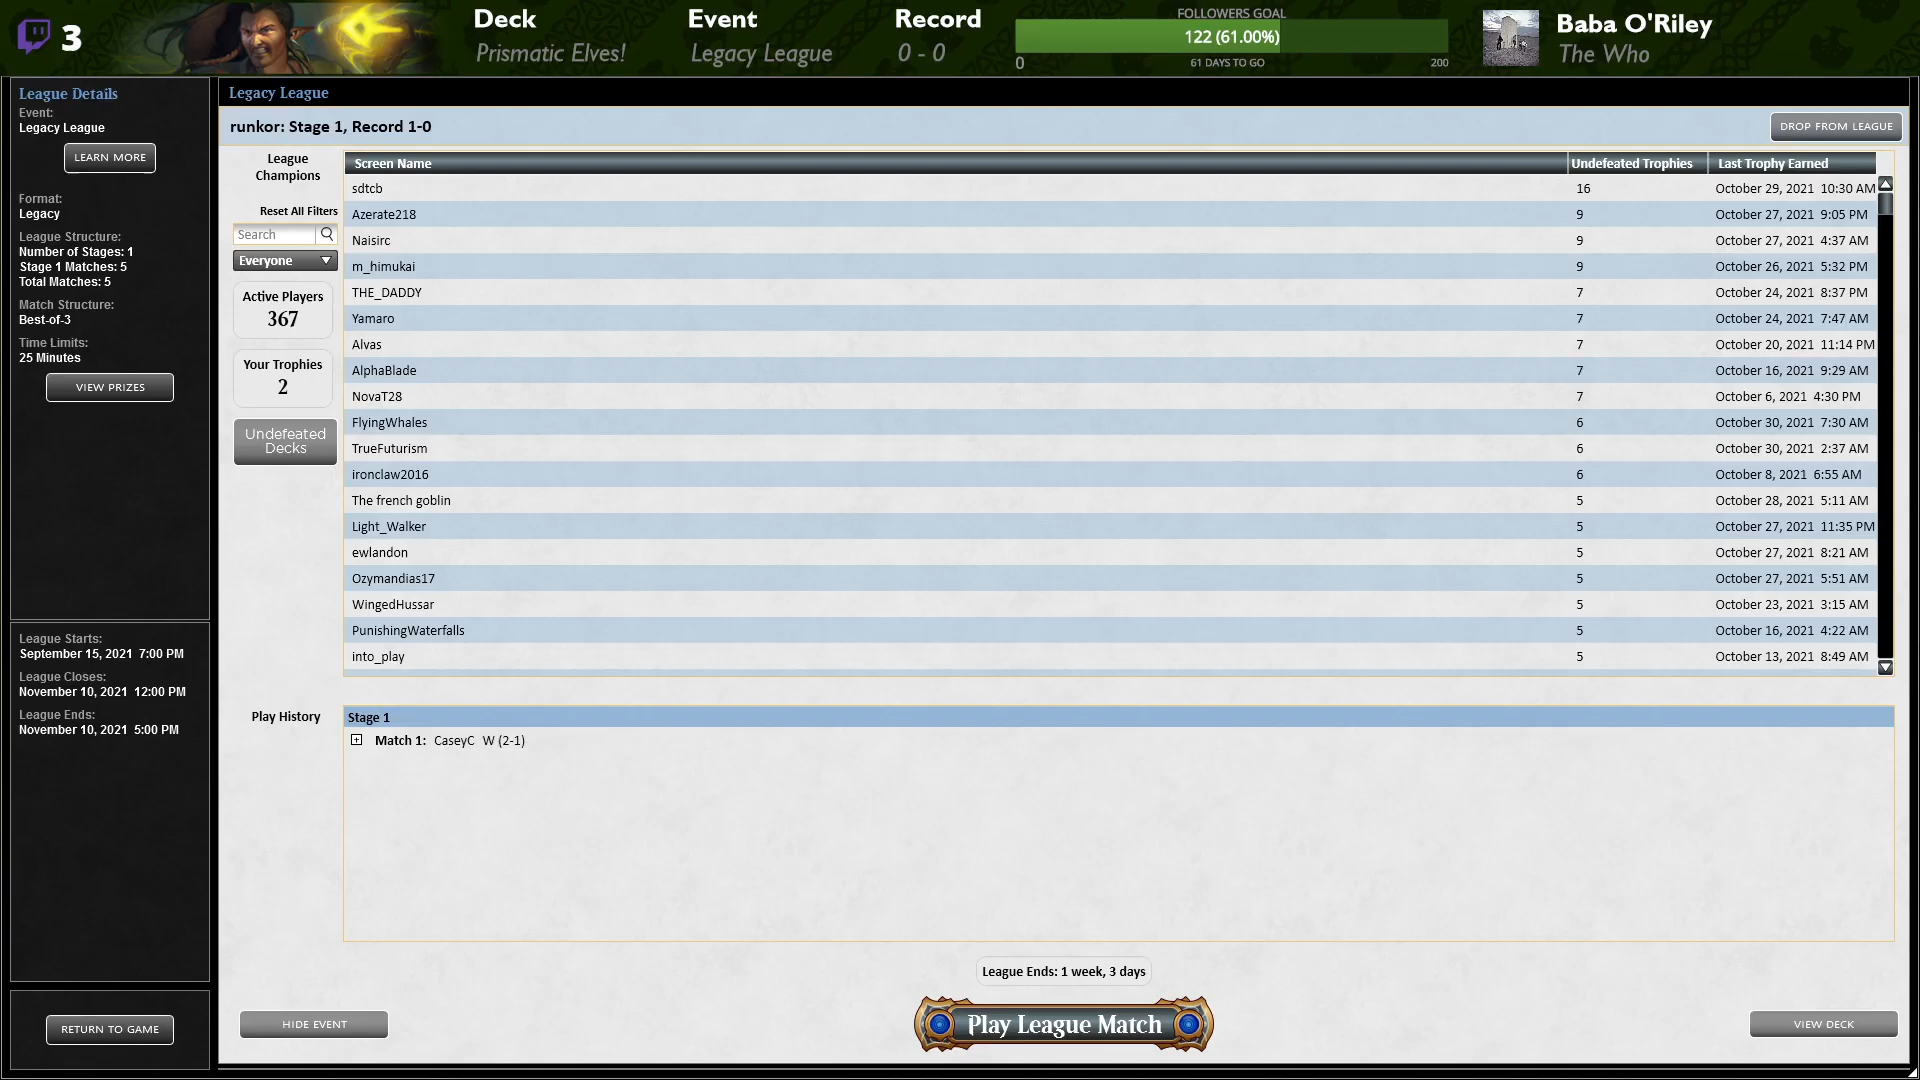 3
Deck
Prismatic Elves!
Event
Legacy League
Record
0 - 0
FOLLOWERS GOAL
122 (61.00%)
0
61 DAYS TO GO
200
Baba O'Riley
The Who
League Details
Event:
Legacy League
LEARN MORE
Format:
Legacy
League Structure:
Number of Stages: 1
Stage 1 Matches: 5
Total Matches: 5
Match Structure:
Best-of-3
Time Limits:
25 Minutes
VIEW PRIZES
League Starts:
September 15, 2021 7:00 PM
League Closes:
November 10, 2021 12:00 PM
League Ends:
November 10, 2021 5:00 PM
RETURN TO GAME
Legacy League
runkor: Stage 1, Record 1-0
DROP FROM LEAGUE
League
Champions
Reset All Filters
Search
Everyone
Active Players
367
Your Trophies
2
Undefeated
Decks
Screen Name Undefeated Trophies Last Trophy Earned
sdtcb 16 October 29, 2021 10:30 AM
Azerate218 9 October 27, 2021 9:05 PM
Naisirc 9 October 27, 2021 4:37 AM
m_himukai 9 October 26, 2021 5:32 PM
THE_DADDY 7 October 24, 2021 8:37 PM
Yamaro 7 October 24, 2021 7:47 AM
Alvas 7 October 20, 2021 11:14 PM
AlphaBlade 7 October 16, 2021 9:29 AM
NovaT28 7 October 6, 2021 4:30 PM
FlyingWhales 6 October 30, 2021 7:30 AM
TrueFuturism 6 October 30, 2021 2:37 AM
ironclaw2016 6 October 8, 2021 6:55 AM
The french goblin 5 October 28, 2021 5:11 AM
Light_Walker 5 October 27, 2021 11:35 PM
ewlandon 5 October 27, 2021 8:21 AM
Ozymandias17 5 October 27, 2021 5:51 AM
WingedHussar 5 October 23, 2021 3:15 AM
PunishingWaterfalls 5 October 16, 2021 4:22 AM
into_play 5 October 13, 2021 8:49 AM
Play History
Stage 1
Match 1: CaseyC W (2-1)
League Ends: 1 week, 3 days
HIDE EVENT
Play League Match
VIEW DECK